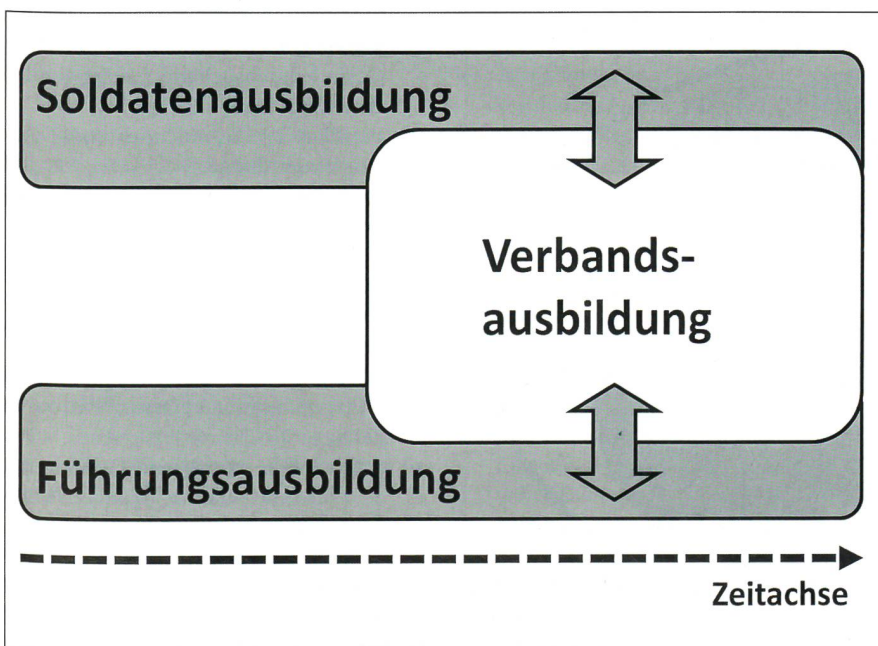 Soldatenausbildung
Verbands-
ausbildung
Führungsausbildung
Zeitachse